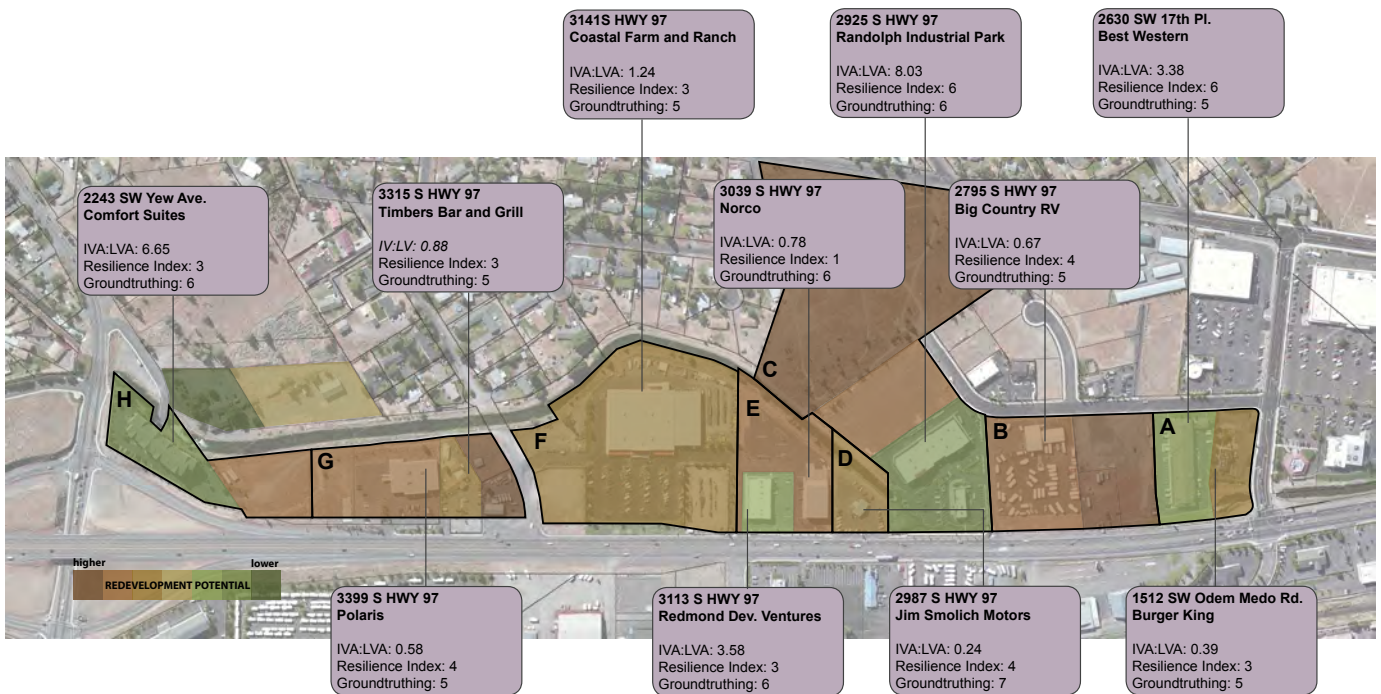 3141S HWY 97
Coastal Farm and Ranch
IVA:LVA: 1.24
Resilience Index: 3
Groundtruthing: 5
2925 S HWY 97
Randolph Industrial Park
IVA:LVA: 8.03
Resilience Index: 6
Groundtruthing: 6
2630 SW 17th Pl.
Best Western
IVA:LVA: 3.38
Resilience Index: 6
Groundtruthing: 5
2243 SW Yew Ave.
Comfort Suites
IVA:LVA: 6.65
Resilience Index: 3
Groundtruthing: 6
3315 S HWY 97
Timbers Bar and Grill
IV:LV: 0.88
Resilience Index: 3
Groundtruthing: 5
3039 S HWY 97
Norco
IVA:LVA: 0.78
Resilience Index: 1
Groundtruthing: 6
2795 S HWY 97
Big Country RV
IVA:LVA: 0.67
Resilience Index: 4
Groundtruthing: 5
H
G
F
E
C
D
B
A
higher
lower
REDEVELOPMENT POTENTIAL
3399 S HWY 97
Polaris
IVA:LVA: 0.58
Resilience Index: 4
Groundtruthing: 5
3113 S HWY 97
Redmond Dev. Ventures
IVA:LVA: 3.58
Resilience Index: 3
Groundtruthing: 6
2987 S HWY 97
Jim Smolich Motors
IVA:LVA: 0.24
Resilience Index: 4
Groundtruthing: 7
1512 SW Odem Medo Rd.
Burger King
IVA:LVA: 0.39
Resilience Index: 3
Groundtruthing: 5